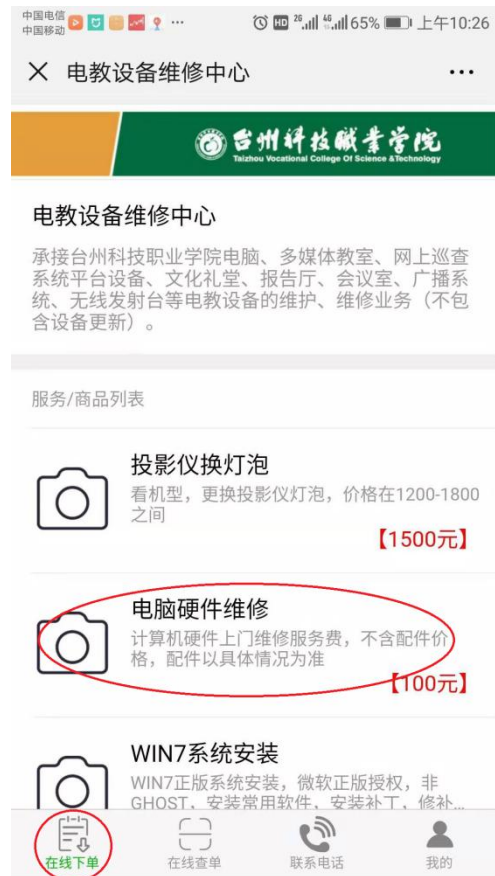 中国电信
中国移动
26 46 65% 上午10:26
电教设备维修中心
台州科技职业学院
Taizhou Vocational College Of Science &Technology
电教设备维修中心
承接台州科技职业学院电脑、多媒体教室、网上巡查
系统平台设备、文化礼堂、报告厅、会议室、广播系
统、无线发射台等电教设备的维护、维修业务（不包
含设备更新）。
服务/商品列表
投影仪换灯泡
看机型，更换投影仪灯泡，价格在1200-1800
之间
【1500元】
电脑硬件维修
计算机硬件上门维修服务费，不含配件价
格，配件以具体情况为准
【100元】
WIN7系统安装
WIN7正版系统安装，微软正版授权，非
GHOST，安装常用软件，安装补丁，修补...
在线下单
在线查单
联系电话
我的